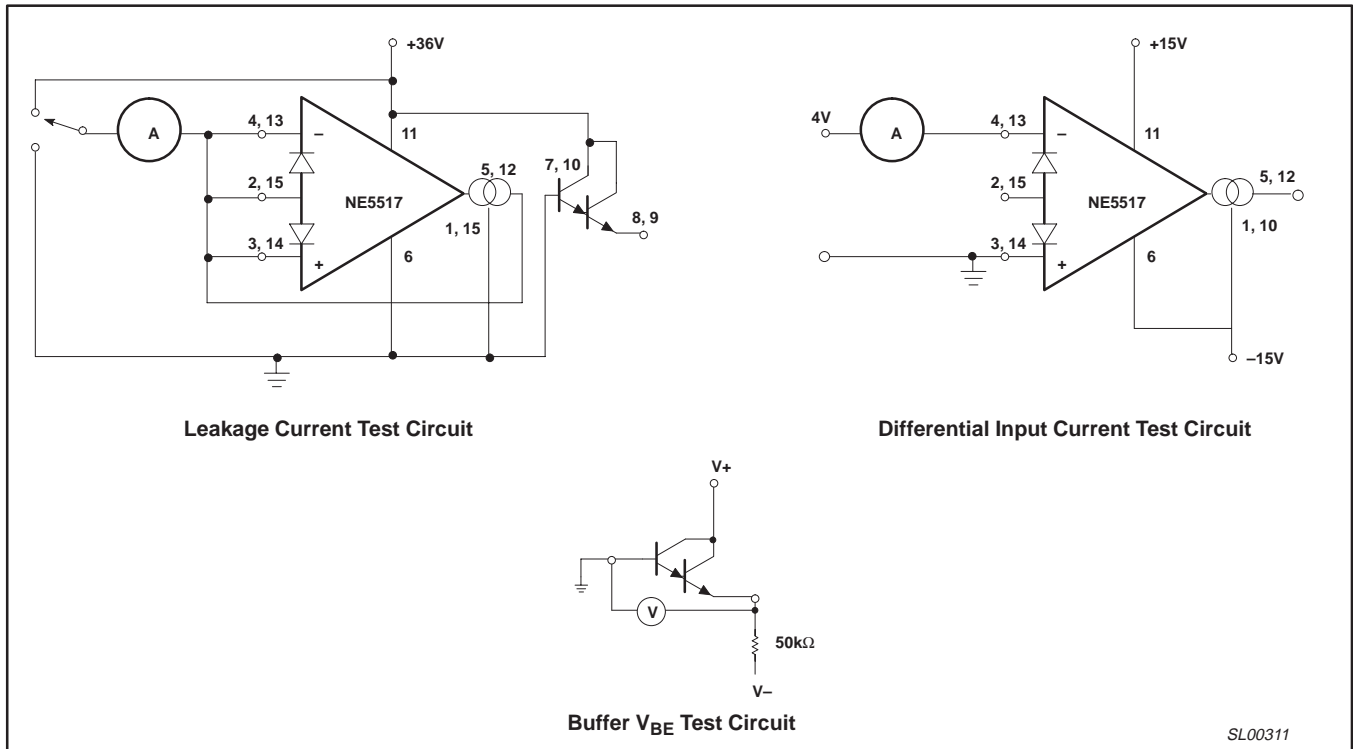 +36V
A
4, 13
–
11
2, 15
NE5517
5, 12
7, 10
8, 9
1, 15
3, 14
+
6
Leakage Current Test Circuit
+15V
4V
A
4, 13
–
11
2, 15
NE5517
5, 12
1, 10
3, 14
+
6
–15V
Differential Input Current Test Circuit
V+
V
50kΩ
V–
Buffer VBE Test Circuit
SL00311